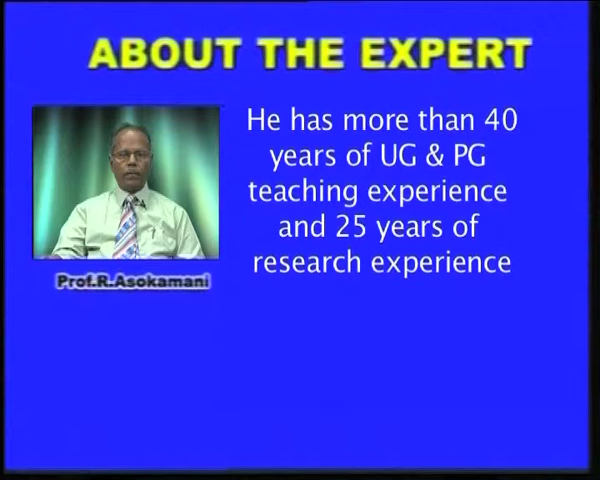 ABOUT THE EXPERT
He has more than 40
years of UG & PG
teaching experience
and 25 years of
research experience
Prof.R.Asokamani